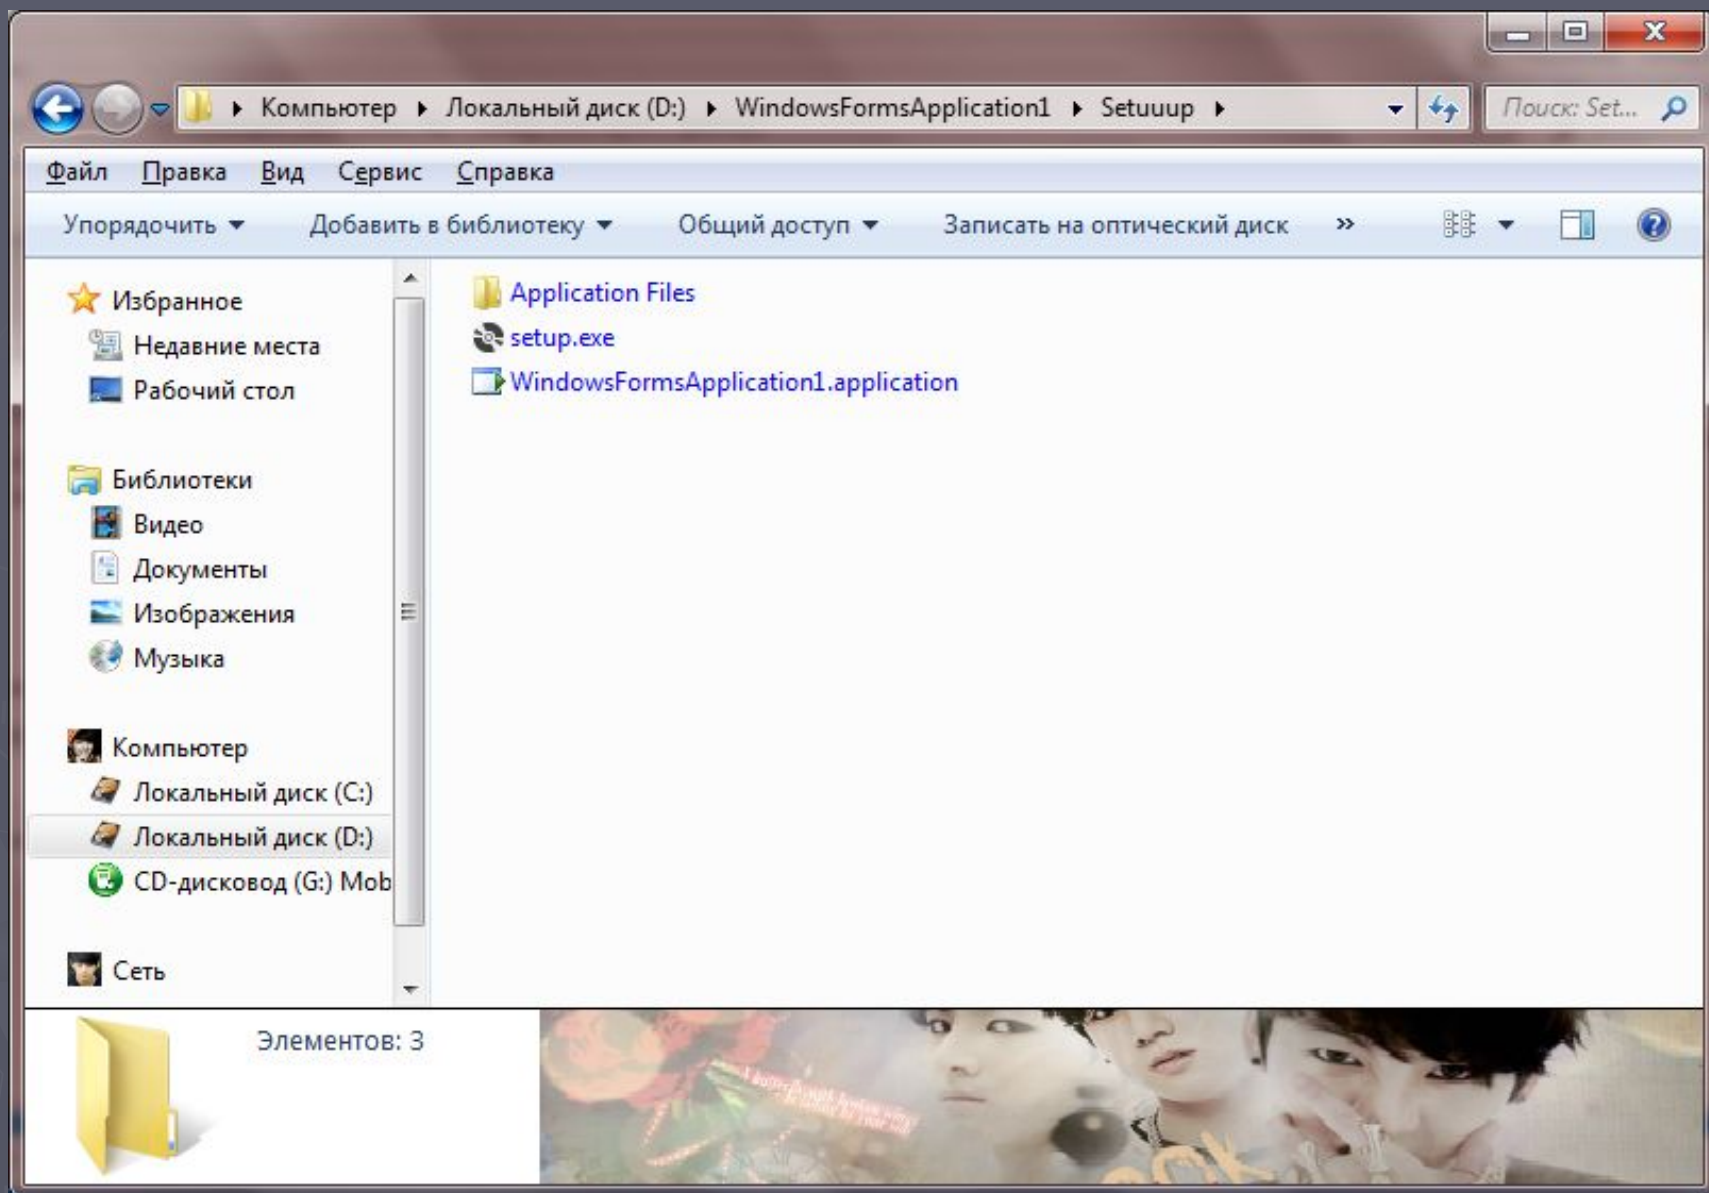 Компьютер Локальный диск (D:) WindowsFormsApplication1 Setuuup Поиск: Set...
Файл Правка Вид Сервис Справка
Упорядочить Добавить в библиотеку Общий доступ Записать на оптический диск »
Избранное
Недавние места
Рабочий стол
Библиотеки
Видео
Документы
Изображения
Музыка
Компьютер
Локальный диск (C:)
Локальный диск (D:)
CD-дисковод (G:) Mob
Сеть
Application Files
setup.exe
WindowsFormsApplication1.application
Элементов: 3